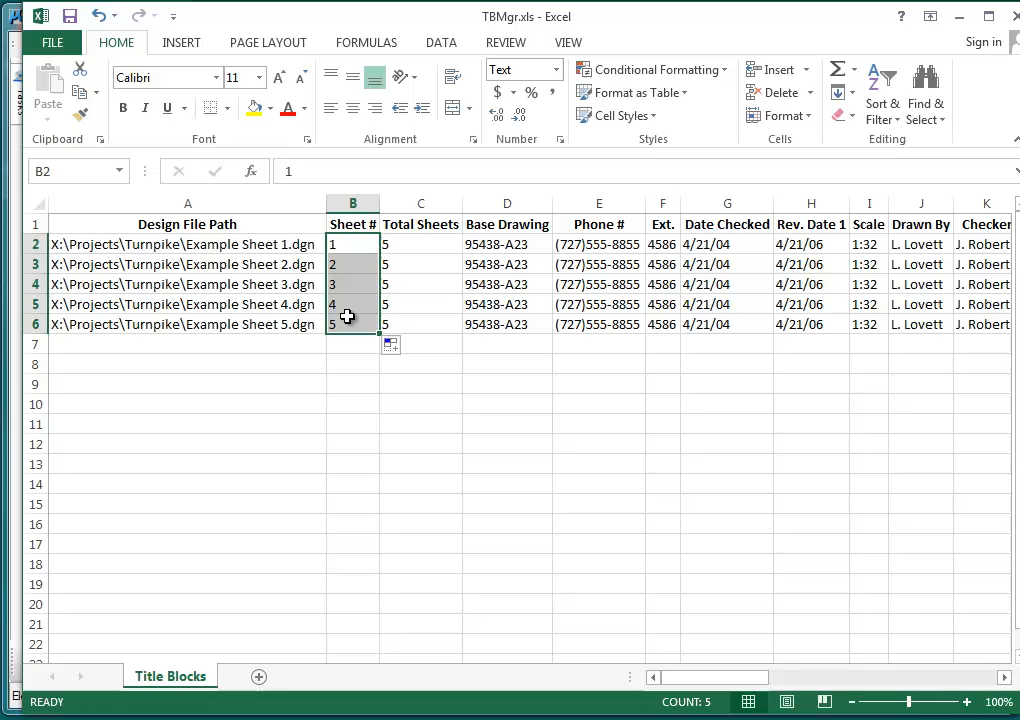 TBMgr.xls - Excel
?
FILE HOME INSERT PAGE LAYOUT FORMULAS DATA REVIEW VIEW Sign in
Calibri 11 Text Conditional Formatting Insert
Paste B I U $ % , Format as Table Delete Sort & Find &
Cell Styles Format Filter Select
Clipboard Font Alignment Number Styles Cells Editing
B2 fx 1
A B C D E F G H I J K
1 Design File Path Sheet # Total Sheets Base Drawing Phone # Ext. Date Checked Rev. Date 1 Scale Drawn By Checker
2 X:\Projects\Turnpike\Example Sheet 1.dgn 1 5 95438-A23 (727)555-8855 4586 4/21/04 4/21/06 1:32 L. Lovett J. Robert
3 X:\Projects\Turnpike\Example Sheet 2.dgn 2 5 95438-A23 (727)555-8855 4586 4/21/04 4/21/06 1:32 L. Lovett J. Robert
4 X:\Projects\Turnpike\Example Sheet 3.dgn 3 5 95438-A23 (727)555-8855 4586 4/21/04 4/21/06 1:32 L. Lovett J. Robert
5 X:\Projects\Turnpike\Example Sheet 4.dgn 4 5 95438-A23 (727)555-8855 4586 4/21/04 4/21/06 1:32 L. Lovett J. Robert
6 X:\Projects\Turnpike\Example Sheet 5.dgn 5 5 95438-A23 (727)555-8855 4586 4/21/04 4/21/06 1:32 L. Lovett J. Robert
7
8
9
10
11
12
13
14
15
16
17
18
19
20
21
22
Title Blocks
READY COUNT: 5 100%